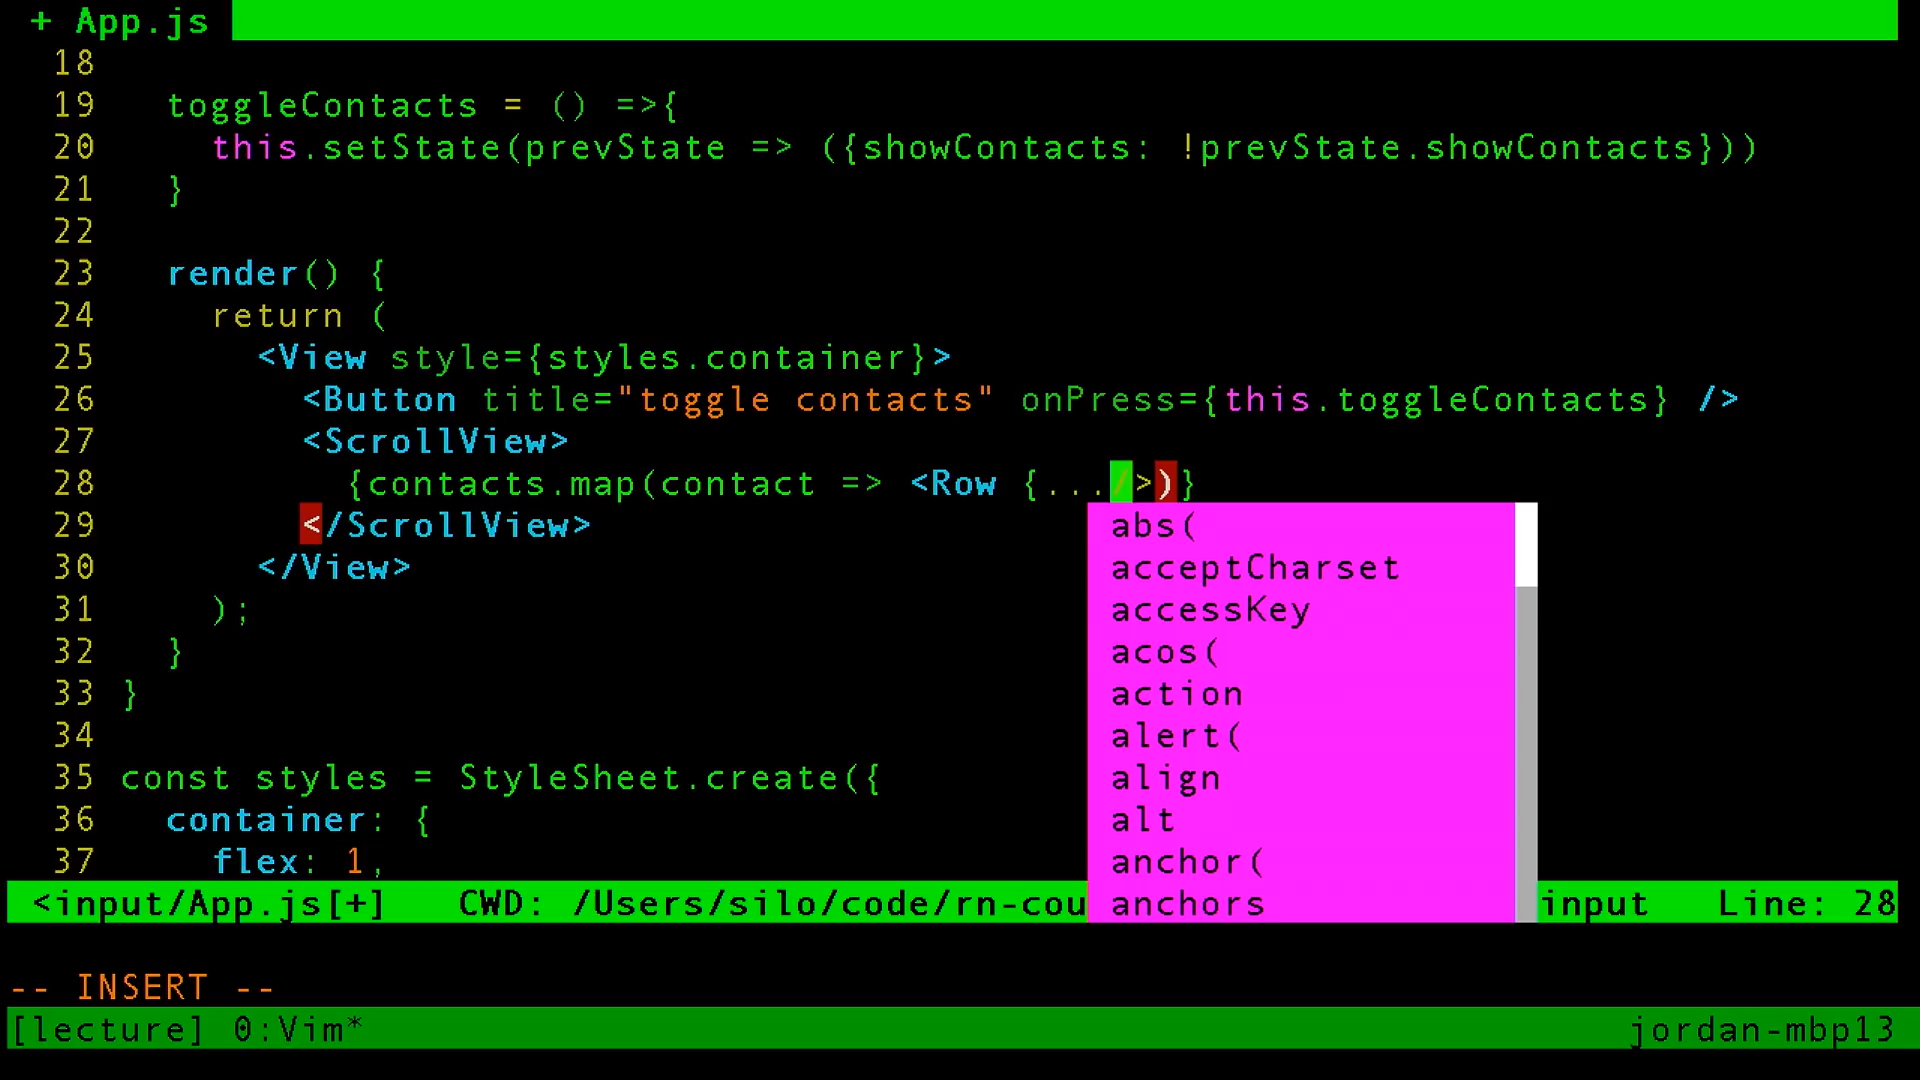 + App.js
18
19 toggleContacts = () =>{
20 this.setState(prevState => ({showContacts: !prevState.showContacts}))
21 }
22
23 render() {
24 return (
25 <View style={styles.container}>
26 <Button title="toggle contacts" onPress={this.toggleContacts} />
27 <ScrollView>
28 {contacts.map(contact => <Row {.../>)}
29 </ScrollView> abs(
30 </View> acceptCharset
31 ); accessKey
32 } acos(
33 } action
34 alert(
35 const styles = StyleSheet.create({ align
36 container: { alt
37 flex: 1, anchor(
<input/App.js[+] CWD: /Users/silo/code/rn-cou anchors input Line: 28
-- INSERT --
[lecture] 0:Vim* jordan-mbp13